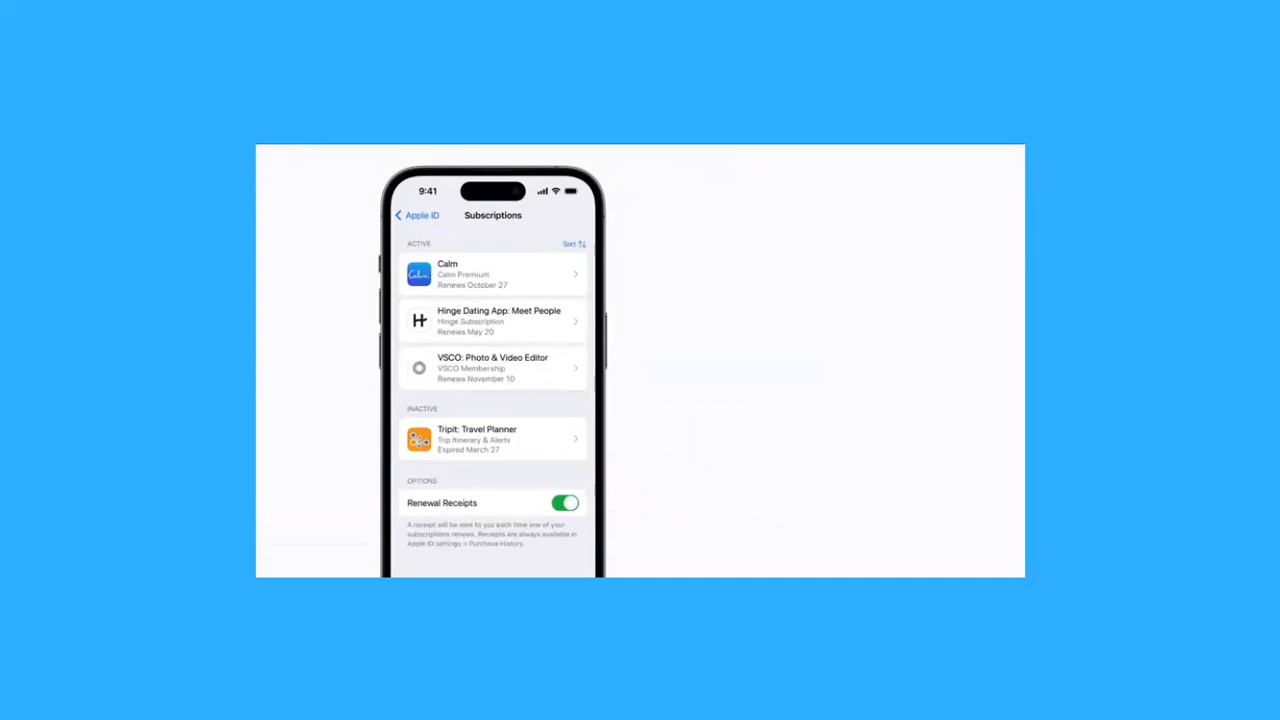 9:41
Apple ID
Subscriptions
ACTIVE
Sort
Calm
Calm
Calm Premium
Renews October 27
H
Hinge Dating App: Meet People
Hinge Subscription
Renews May 20
VSCO: Photo & Video Editor
VSCO Membership
Renews November 10
INACTIVE
Tripit: Travel Planner
Trip Itinerary & Alerts
Expired March 27
OPTIONS
Renewal Receipts
A receipt will be sent to you each time one of your
subscriptions renews. Receipts are always available in
Apple ID settings > Purchase History.